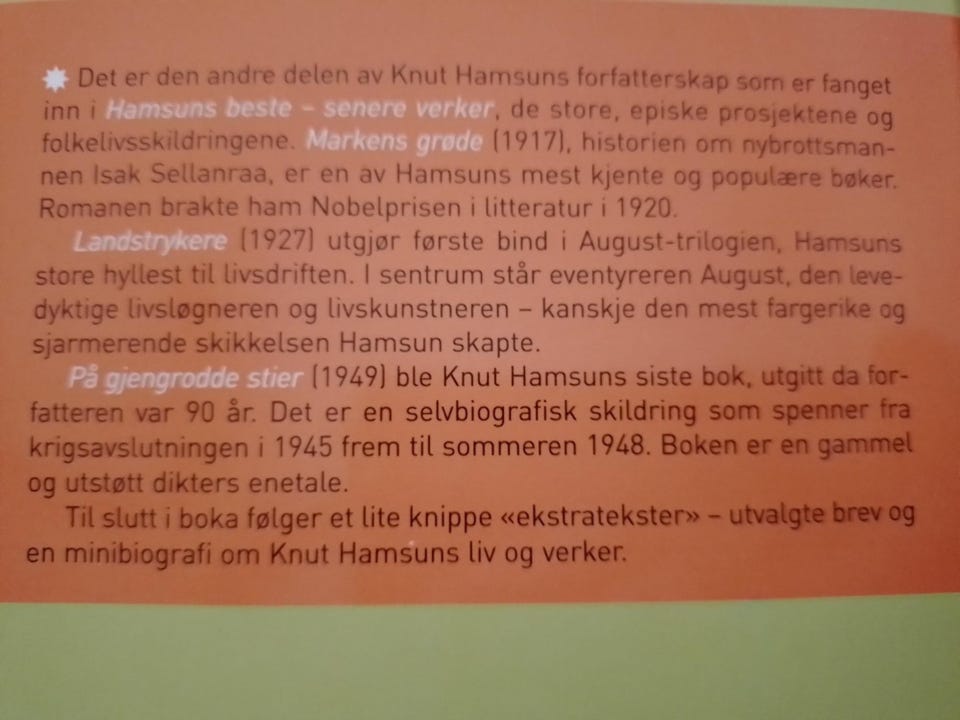 Det er den andre delen av Knut Hamsuns forfatterskap som er fanget
inn i Hamsuns beste – senere verker, de store, episke prosjektene og
folkelivsskildringene. Markens grøde (1917), historien om nybrottsman-
nen Isak Sellanraa, er en av Hamsuns mest kjente og populære bøker.
Romanen brakte ham Nobelprisen i litteratur i 1920.
Landstrykere (1927) utgjør første bind i August-trilogien, Hamsuns
store hyllest til livsdriften. I sentrum står eventyreren August, den leve-
dyktige livsløgneren og livskunstneren – kanskje den mest fargerike og
sjarmerende skikkelsen Hamsun skapte.
På gjengrodde stier (1949) ble Knut Hamsuns siste bok, utgitt da for-
fatteren var 90 år. Det er en selvbiografisk skildring som spenner fra
krigsavslutningen i 1945 frem til sommeren 1948. Boken er en gammel
og utstøtt dikters enetale.
Til slutt i boka følger et lite knippe «ekstratekster» – utvalgte brev og
en minibiografi om Knut Hamsuns liv og verker.